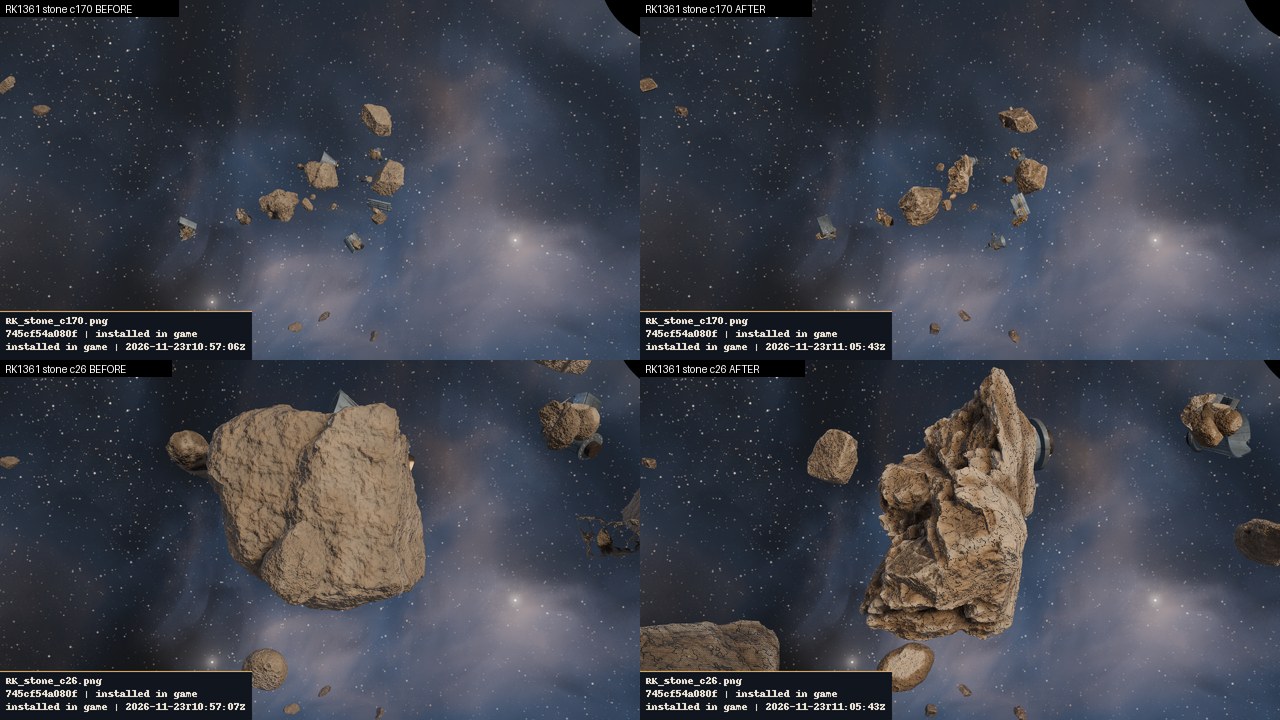 RK1361 stone c170 BEFORE
RK1361 stone c170 AFTER
RK_stone_c170.png
745cf54a080f | installed in game
installed in game | 2026-11-23T10:57:06Z
RK_stone_c170.png
745cf54a080f | installed in game
installed in game | 2026-11-23T11:05:43Z
RK1361 stone c26 BEFORE
RK1361 stone c26 AFTER
RK_stone_c26.png
745cf54a080f | installed in game
installed in game | 2026-11-23T10:57:07Z
RK_stone_c26.png
745cf54a080f | installed in game
installed in game | 2026-11-23T11:05:43Z